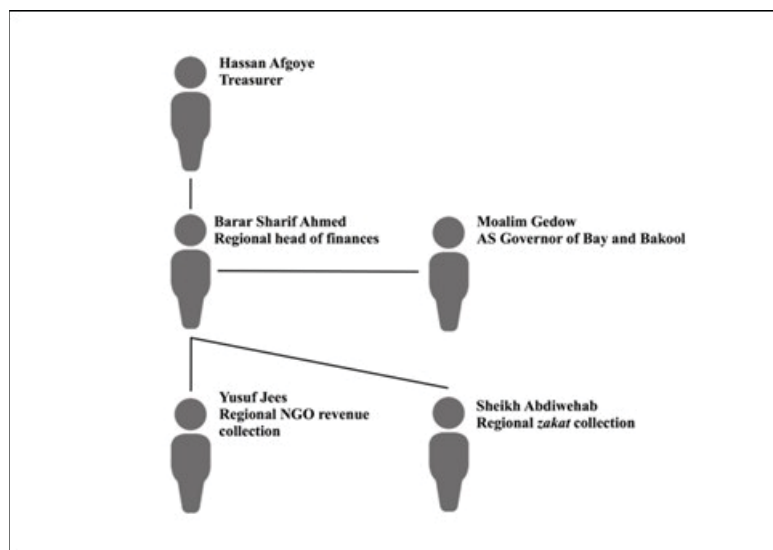 Hassan Afgoye
Treasurer
Barar Sharif Ahmed
Regional head of finances
Moalim Gedow
AS Governor of Bay and Bakool
Yusuf Jees
Regional NGO revenue
collection
Sheikh Abdiwehab
Regional zakat collection